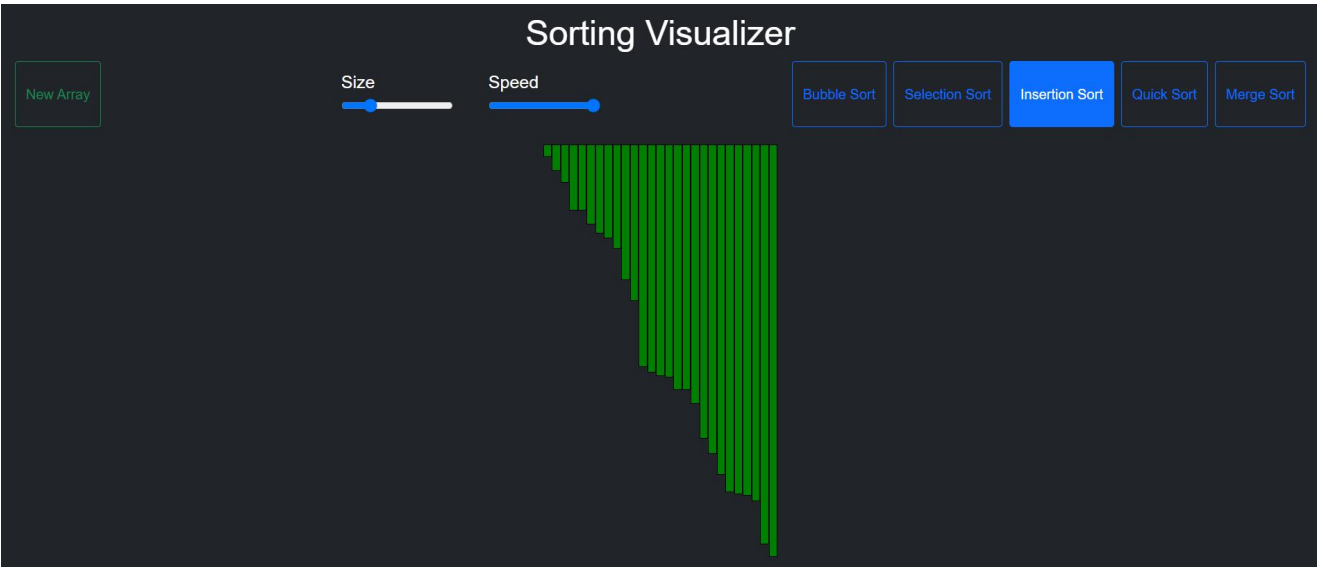 Sorting Visualizer
New Array
Size
Speed
Bubble Sort
Selection Sort
Insertion Sort
Quick Sort
Merge Sort